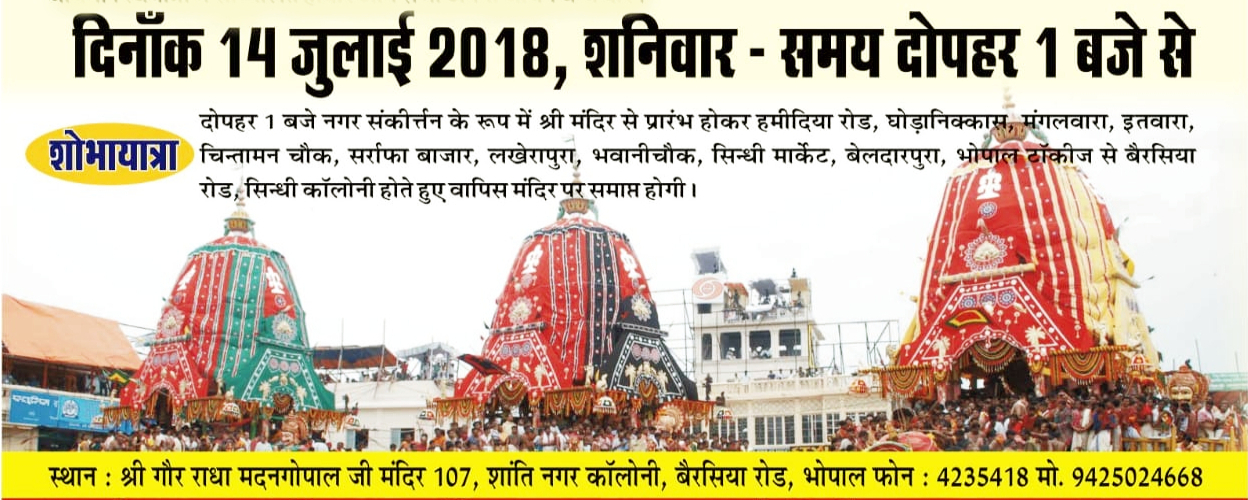 दिनाँक 14 जुलाई 2018, शनिवार - समय दोपहर 1 बजे से
शोभायात्रा
दोपहर 1 बजे नगर संकीर्त्तन के रूप में श्री मंदिर से प्रारंभ होकर हमीदिया रोड, घोड़ानिक्कास, मंगलवारा, इतवारा,
चिन्तामन चौक, सर्राफा बाजार, लखेरापुरा, भवानीचौक, सिन्धी मार्केट, बेलदारपुरा, भोपाल टॉकीज से बैरसिया
रोड, सिन्धी कॉलोनी होते हुए वापिस मंदिर पर समाप्त होगी।
स्थान : श्री गौर राधा मदनगोपाल जी मंदिर 107, शांति नगर कॉलोनी, बैरसिया रोड, भोपाल फोन : 4235418 मो. 9425024668